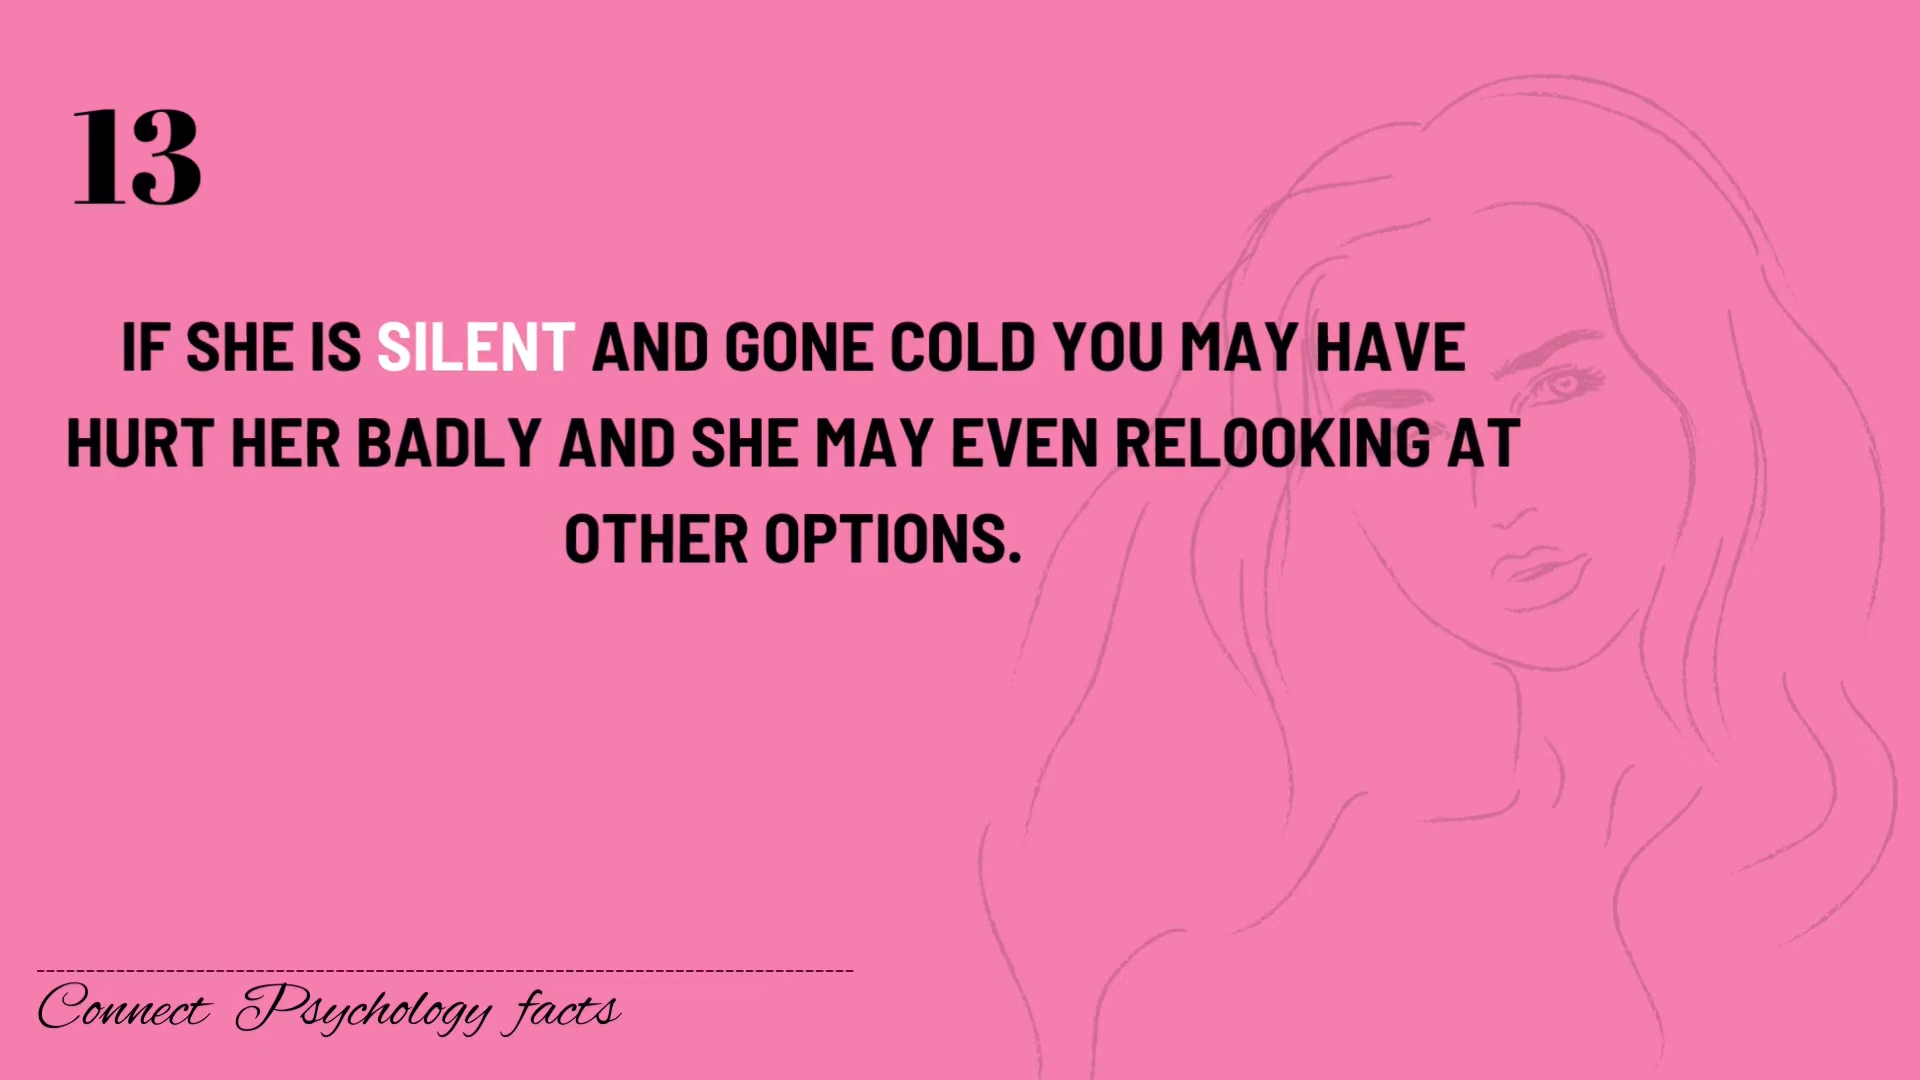 13
IF SHE IS SILENT AND GONE COLD YOU MAY HAVE
HURT HER BADLY AND SHE MAY EVEN RELOOKING AT
OTHER OPTIONS.
Connect Psychology facts